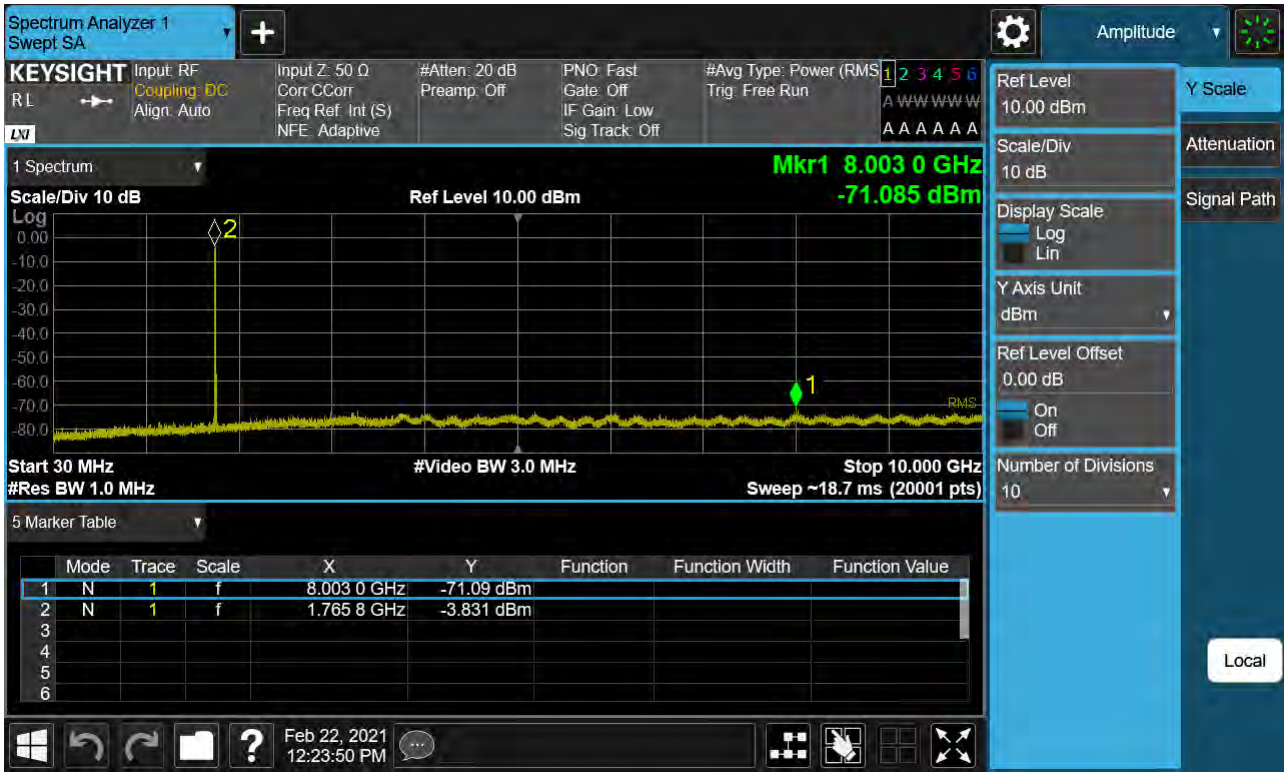 Spectrum Analyzer 1
Swept SA
+
Amplitude
KEYSIGHT
RL
LXI
Input: RF
Coupling: DC
Align: Auto
Input Z: 50 Ω
Corr CCorr
Freq Ref: Int (S)
NFE: Adaptive
#Atten: 20 dB
Preamp: Off
PNO: Fast
Gate: Off
IF Gain: Low
Sig Track: Off
#Avg Type: Power (RMS
Trig: Free Run
1 2 3 4 5 6
A W W W W W
A A A A A A
1 Spectrum
Mkr1 8.003 0 GHz
-71.085 dBm
Scale/Div 10 dB
Ref Level 10.00 dBm
Log
0.00
-10.0
-20.0
-30.0
-40.0
-50.0
-60.0
-70.0
-80.0
2
1
RMS
Start 30 MHz
#Video BW 3.0 MHz
Stop 10.000 GHz
#Res BW 1.0 MHz
Sweep ~18.7 ms (20001 pts)
5 Marker Table
Mode Trace Scale X Y Function Function Width Function Value
1 N 1 f 8.003 0 GHz -71.09 dBm
2 N 1 f 1.765 8 GHz -3.831 dBm
3
4
5
6
Ref Level
10.00 dBm
Scale/Div
10 dB
Display Scale
Log
Lin
Y Axis Unit
dBm
Ref Level Offset
0.00 dB
On
Off
Number of Divisions
10
Y Scale
Attenuation
Signal Path
Local
?
Feb 22, 2021
12:23:50 PM